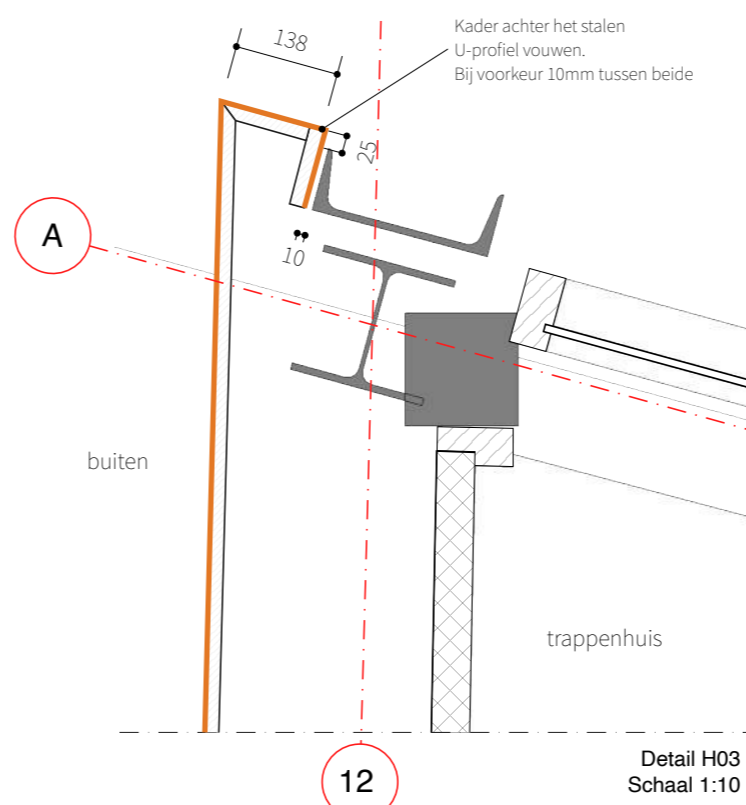 Kader achter het stalen
U-profiel vouwen.
Bij voorkeur 10mm tussen beide
138
25
A
10
buiten
trappenhuis
12
Detail H03
Schaal 1:10